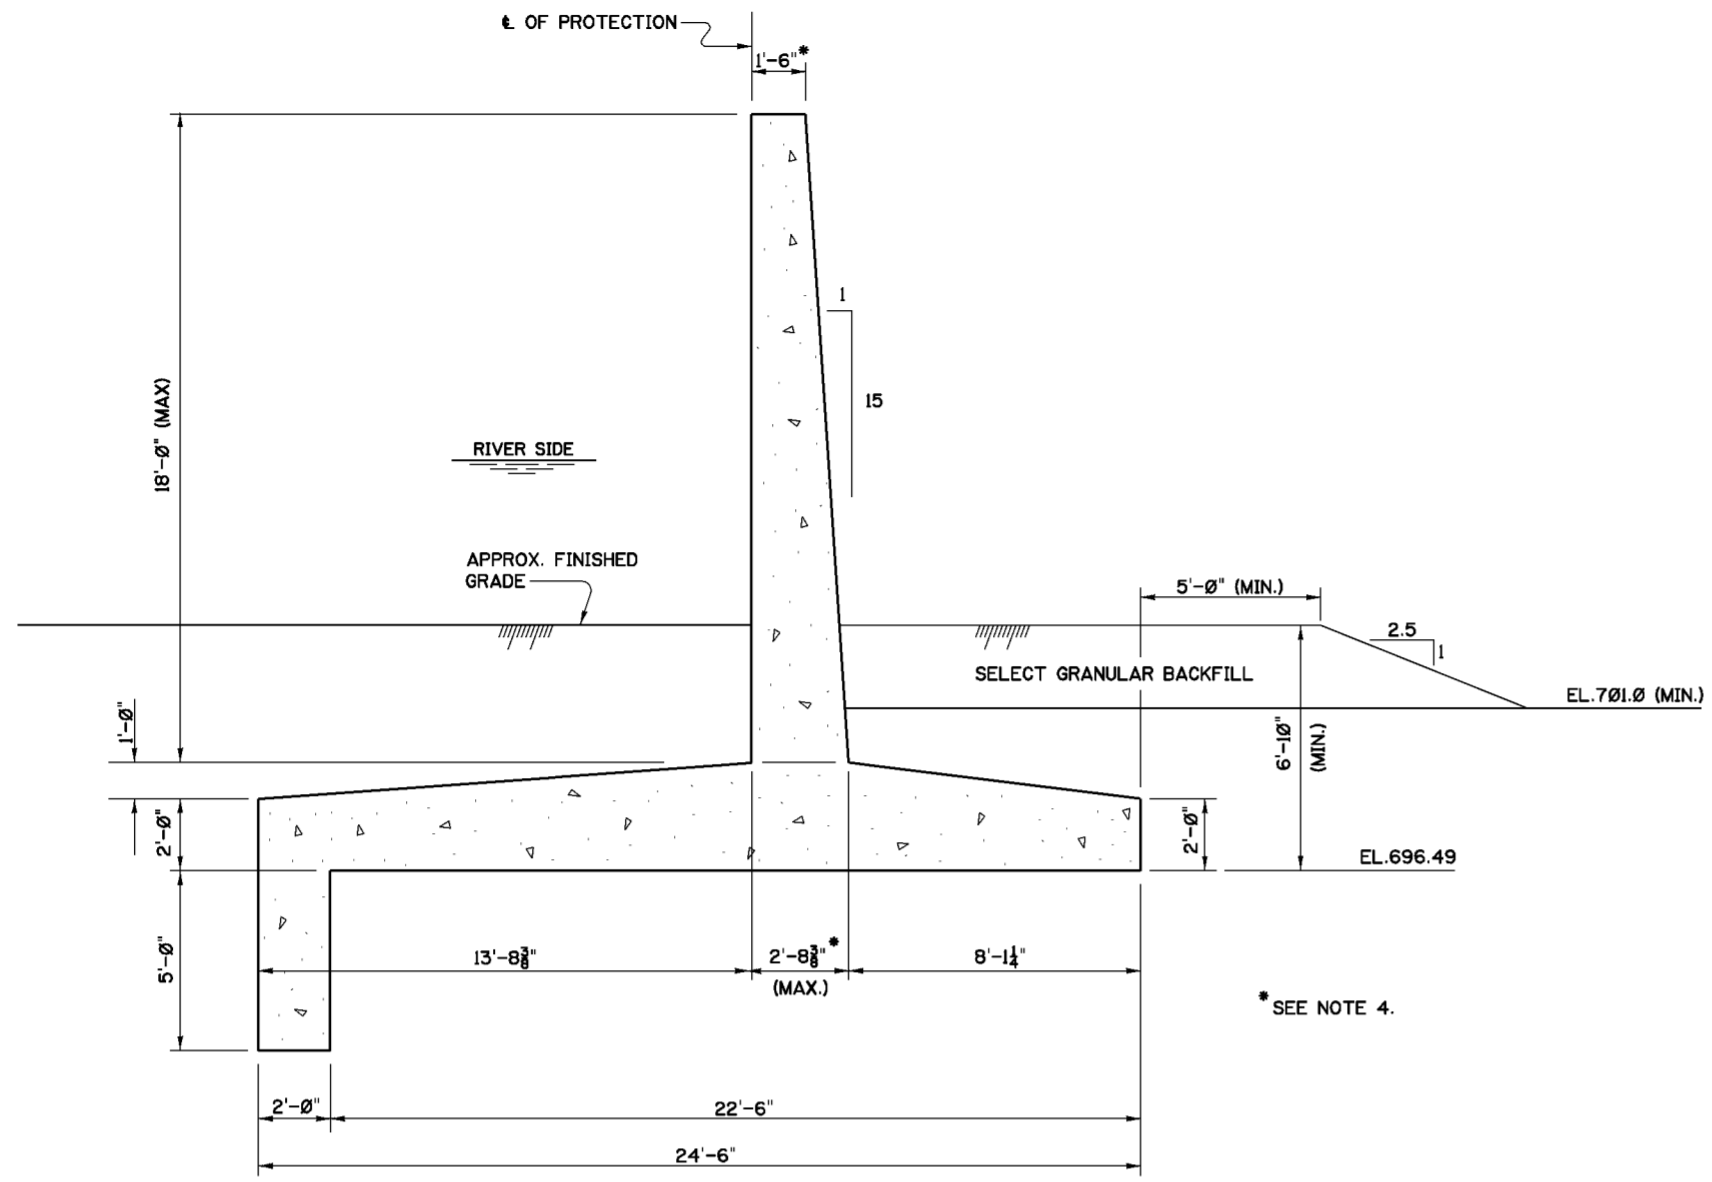 ℄ OF PROTECTION
1'-6"*
1
15
18'-0" (MAX)
RIVER SIDE
APPROX. FINISHED
GRADE
5'-0" (MIN.)
2.5
1
SELECT GRANULAR BACKFILL
EL.701.0 (MIN.)
1'-0"
6'-10"
(MIN.)
2'-0"
2'-0"
EL.696.49
5'-0"
13'-8⅜"
2'-8⅜"*
(MAX.)
8'-1¼"
*SEE NOTE 4.
2'-0"
22'-6"
24'-6"